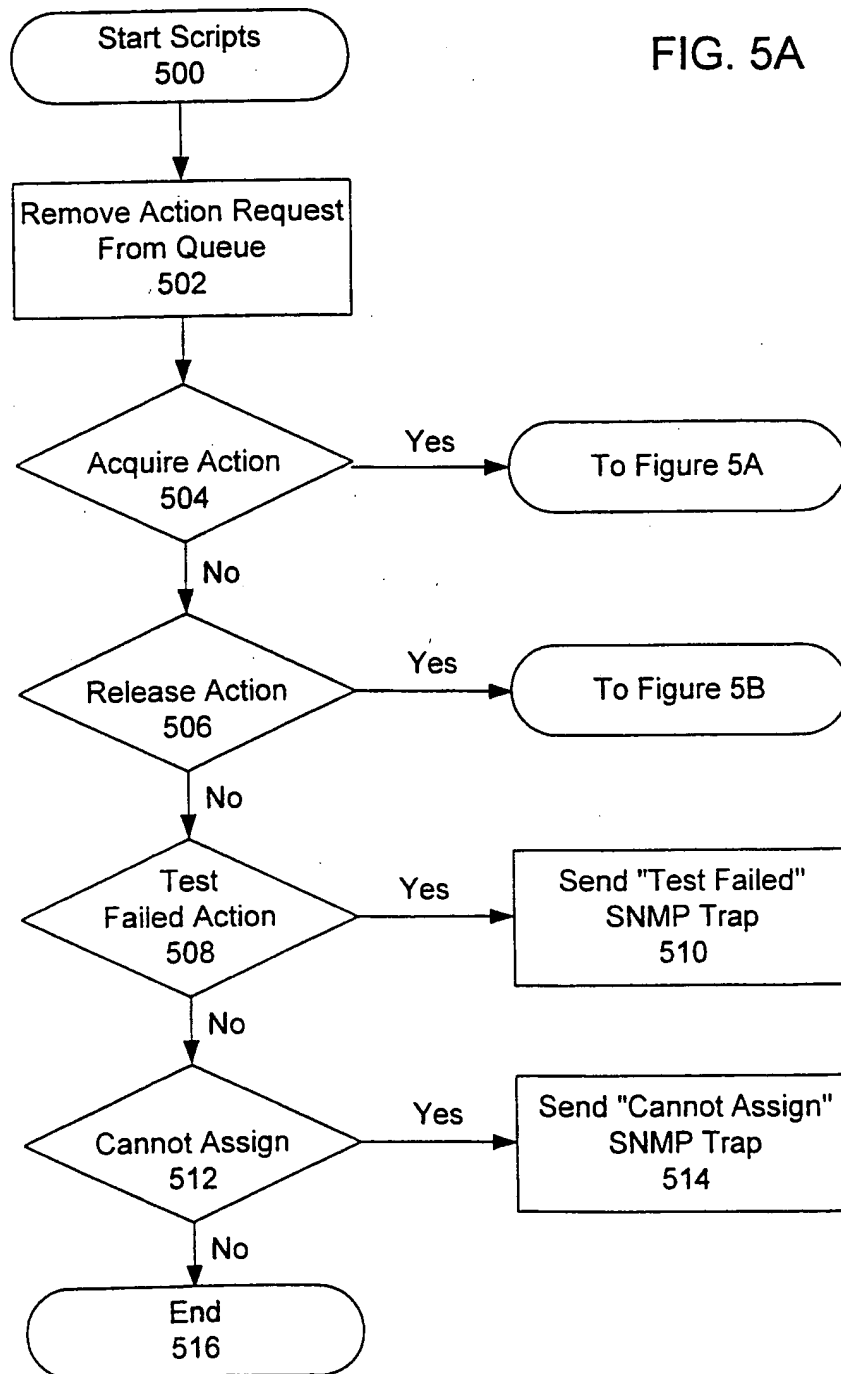 FIG. 5A
Start Scripts
500
Remove Action Request
From Queue
502
Acquire Action
504
Yes
To Figure 5A
No
Release Action
506
Yes
To Figure 5B
No
Test
Failed Action
508
Yes
Send "Test Failed"
SNMP Trap
510
No
Cannot Assign
512
Yes
Send "Cannot Assign"
SNMP Trap
514
No
End
516